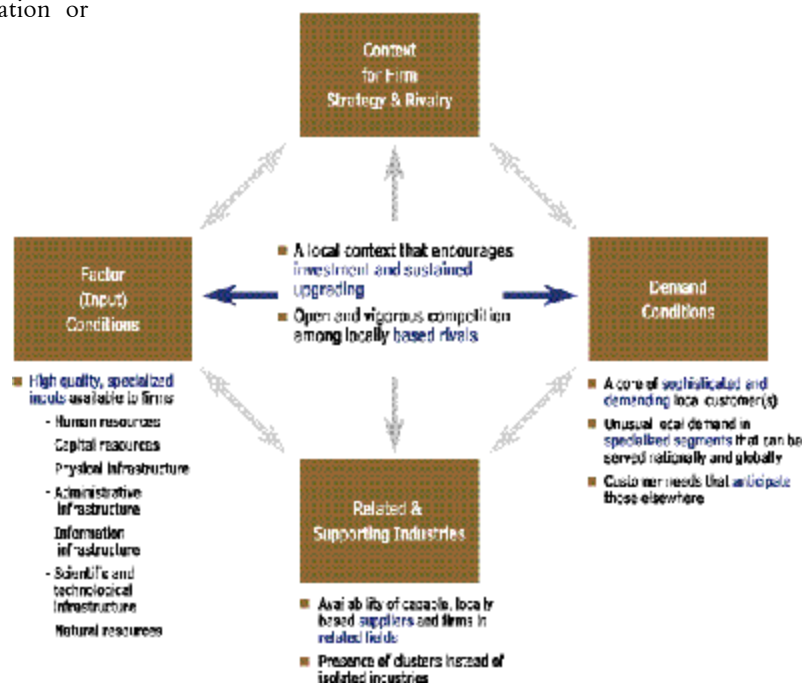 ation or
Context
for Firm
Strategy & Rivalry
Factor
(Input)
Conditions
■ A local context that encourages
investment and sustained
upgrading
■ Open and vigorous competition
among locally based rivals
Demand
Conditions
■ High quality, specialized
inputs available to firms
- Human resources
Capital resources
Physical infrastructure
- Administrative
infrastructure
Information
infrastructure
- Scientific and
technological
infrastructure
Natural resources
■ A core of sophisticated and
demanding local customer(s)
■ Unusual local demand in
specialized segments that can be
served nationally and globally
■ Customer needs that anticipate
those elsewhere
Related &
Supporting Industries
■ Availability of capable, locally
based suppliers and firms in
related fields
■ Presence of clusters instead of
isolated industries